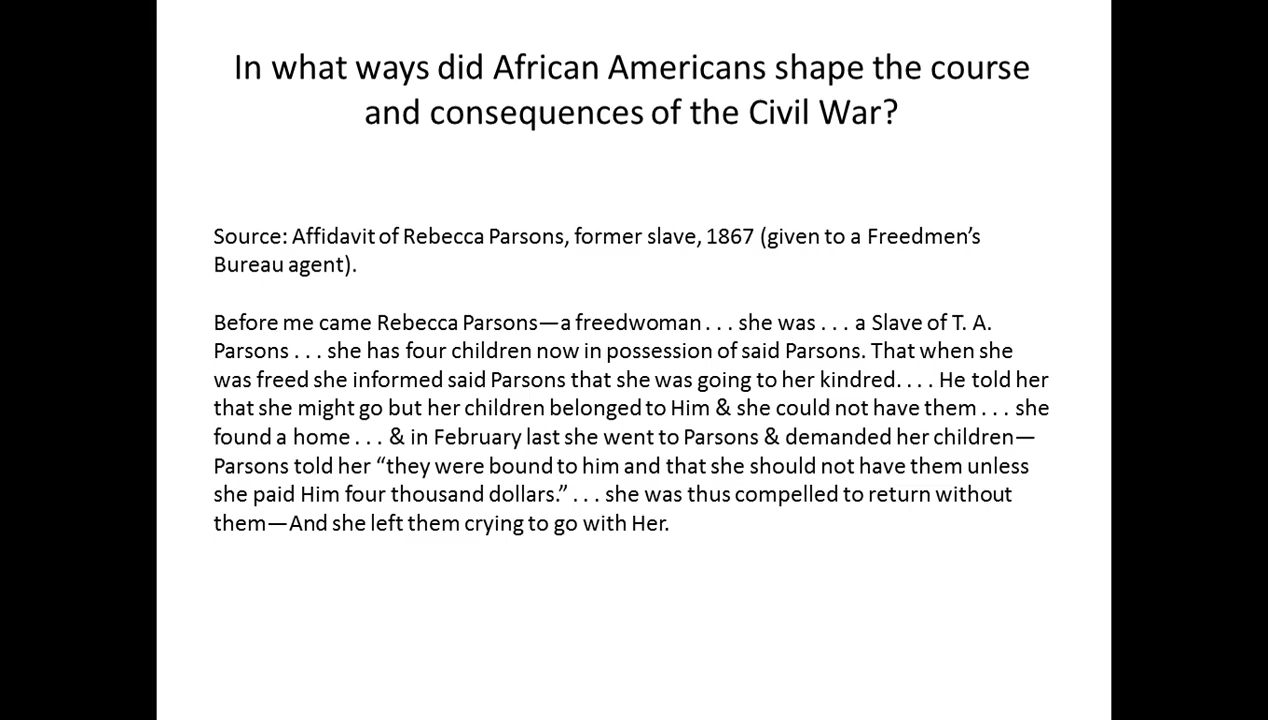 In what ways did African Americans shape the course
and consequences of the Civil War?
Source: Affidavit of Rebecca Parsons, former slave, 1867 (given to a Freedmen’s
Bureau agent).
Before me came Rebecca Parsons—a freedwoman . . . she was . . . a Slave of T. A.
Parsons . . . she has four children now in possession of said Parsons. That when she
was freed she informed said Parsons that she was going to her kindred. . . . He told her
that she might go but her children belonged to Him & she could not have them . . . she
found a home . . . & in February last she went to Parsons & demanded her children—
Parsons told her “they were bound to him and that she should not have them unless
she paid Him four thousand dollars.” . . . she was thus compelled to return without
them—And she left them crying to go with Her.